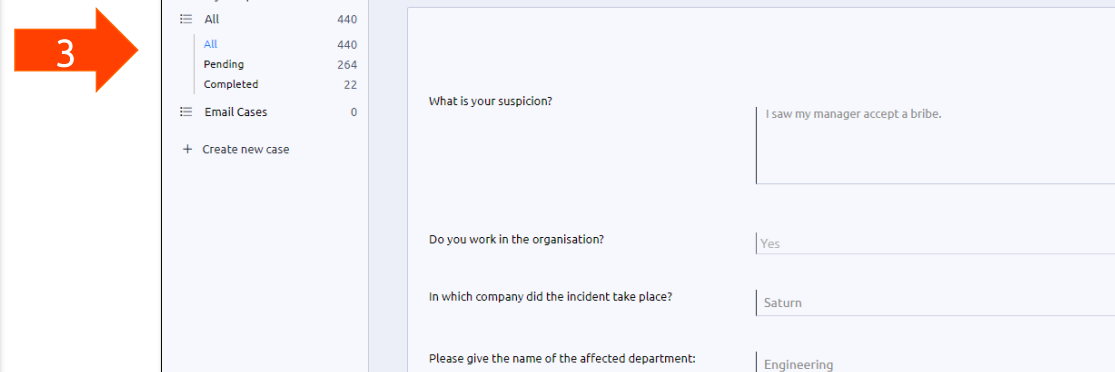 3
All 440
All 440
Pending 264
Completed 22
Email Cases 0
+ Create new case
What is your suspicion?
I saw my manager accept a bribe.
Do you work in the organisation?
Yes
In which company did the incident take place?
Saturn
Please give the name of the affected department:
Engineering